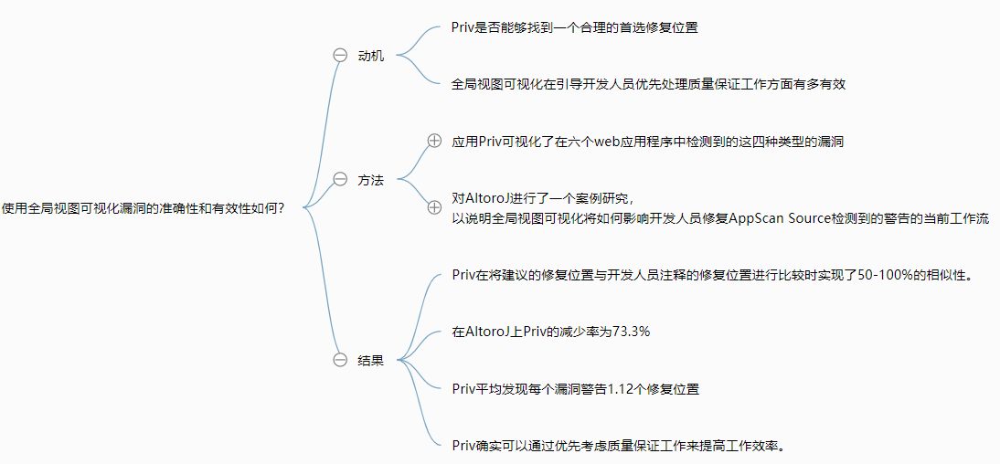 使用全局视图可视化漏洞的准确性和有效性如何?
动机
Priv是否能够找到一个合理的首选修复位置
全局视图可视化在引导开发人员优先处理质量保证工作方面有多有效
方法
应用Priv可视化了在六个web应用程序中检测到的这四种类型的漏洞
对AltoroJ进行了一个案例研究，
以说明全局视图可视化将如何影响开发人员修复AppScan Source检测到的警告的当前工作流
结果
Priv在将建议的修复位置与开发人员注释的修复位置进行比较时实现了50-100%的相似性。
在AltoroJ上Priv的减少率为73.3%
Priv平均发现每个漏洞警告1.12个修复位置
Priv确实可以通过优先考虑质量保证工作来提高工作效率。